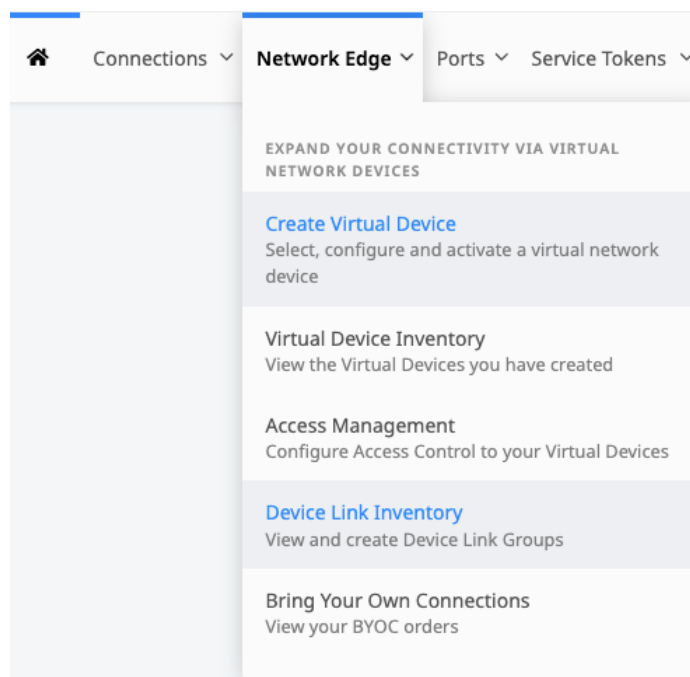 Connections Network Edge Ports Service Tokens
EXPAND YOUR CONNECTIVITY VIA VIRTUAL
NETWORK DEVICES
Create Virtual Device
Select, configure and activate a virtual network
device
Virtual Device Inventory
View the Virtual Devices you have created
Access Management
Configure Access Control to your Virtual Devices
Device Link Inventory
View and create Device Link Groups
Bring Your Own Connections
View your BYOC orders